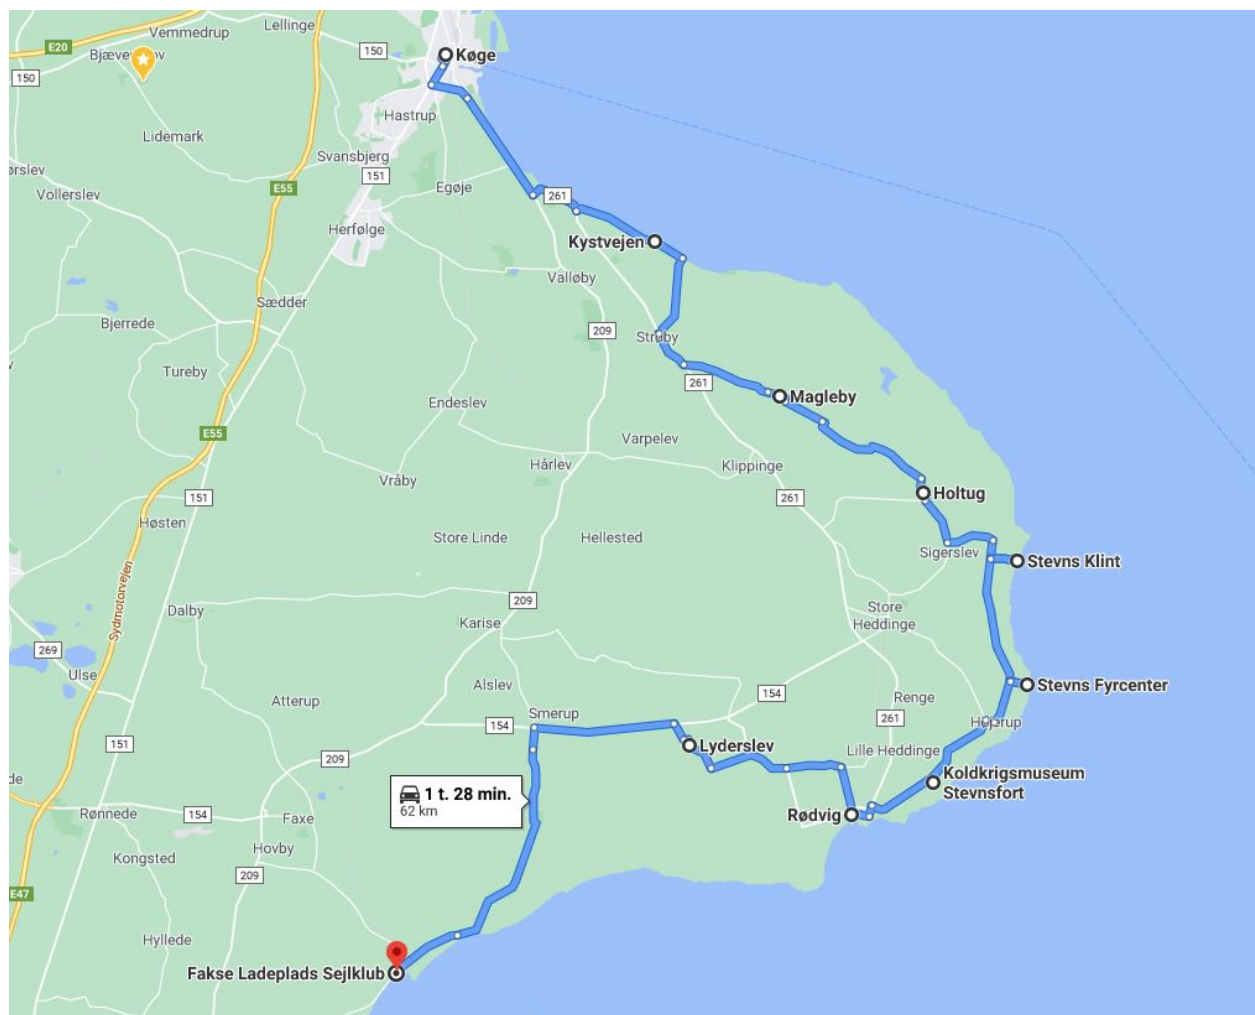 Lellinge
Vemmedrup
E20
Bjæverskov
150
Køge
150
Hastrup
Lidemark
Svansbjerg
151
E55
Egøje
261
Vollerslev
Herfølge
Kystvejen
Valløby
Sædder
Bjerrede
209
Strøby
Tureby
261
Magleby
Endeslev
E55
Varpelev
Hårlev
Klippinge
Vråby
Holtug
151
261
Høsten
Store Linde
Hellested
Sigerslev
Stevns Klint
Sydmotorvejen
209
Dalby
Store
Heddinge
Karise
269
Ulse
Alslev
Stevns Fyrcenter
Atterup
154
Renge
Smerup
154
261
Højerup
151
Lyderslev
Lille Heddinge
209
Koldkrigsmuseum
Stevnsfort
1 t. 28 min.
62 km
Rønnede
154
Faxe
Rødvig
Hovby
Kongsted
209
E47
Hyllede
Fakse Ladeplads Sejlklub